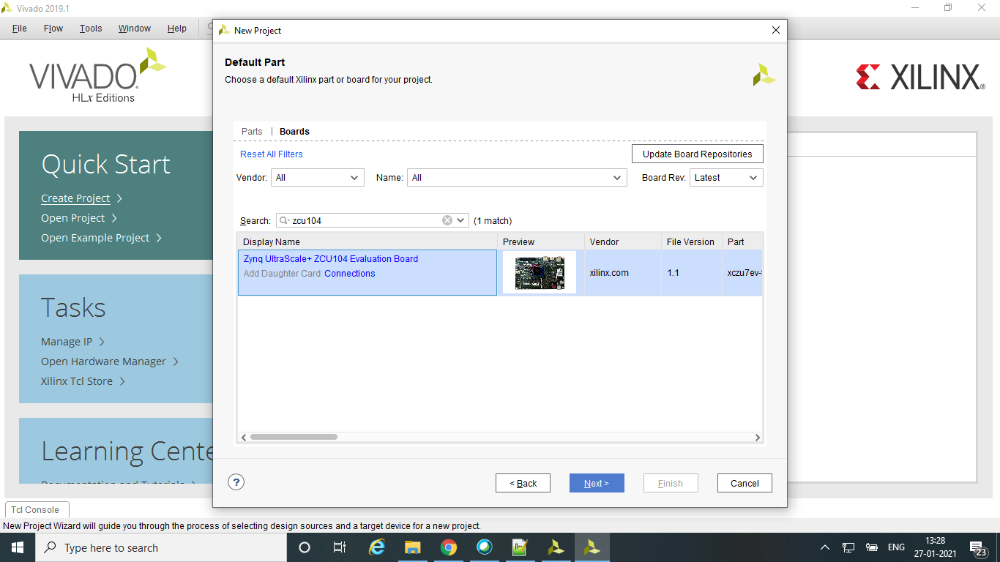 Vivado 2019.1
File Flow Tools Window Help
VIVADO.
HLx Editions
XILINX®
Quick Start
Create Project >
Open Project >
Open Example Project >
Tasks
Manage IP >
Open Hardware Manager >
Xilinx Tcl Store >
Learning Cente
New Project
Default Part
Choose a default Xilinx part or board for your project.
Parts | Boards
Reset All Filters
Update Board Repositories
Vendor: All Name: All Board Rev: Latest
Search: zcu104 (1 match)
Display Name Preview Vendor File Version Part
Zynq UltraScale+ ZCU104 Evaluation Board
Add Daughter Card Connections
xilinx.com 1.1 xczu7ev-
? < Back Next > Finish Cancel
Tcl Console
New Project Wizard will guide you through the process of selecting design sources and a target device for a new project.
Type here to search
ENG
13:28
27-01-2021
23